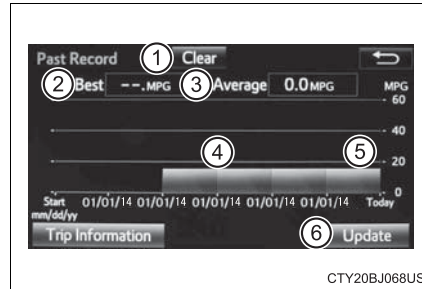 Past Record 1 Clear
2 Best --.MPG 3 Average 0.0 MPG MPG
60
40
4 5 20
0
Start 01/01/14 01/01/14 01/01/14 01/01/14 01/01/14 Today
mm/dd/yy
Trip Information 6 Update
CTY20BJ068US